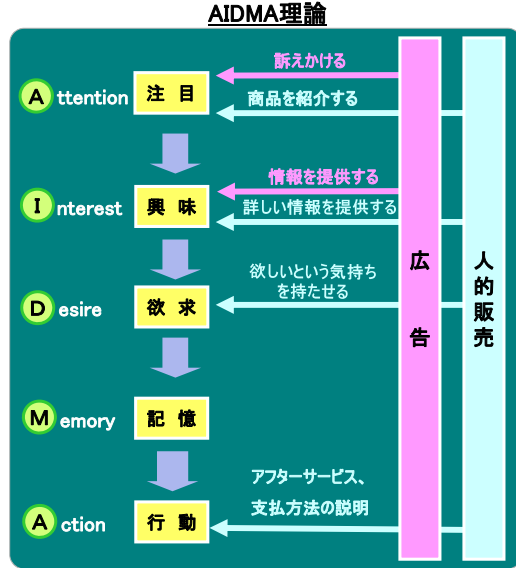 AIDMA理論
訴えかける
Attention
注目
商品を紹介する
情報を提供する
Interest
興味
詳しい情報を提供する
欲しいという気持ち
を持たせる
Desire
欲求
Memory
記憶
アフターサービス、
支払方法の説明
Action
行動
広告
人的販売